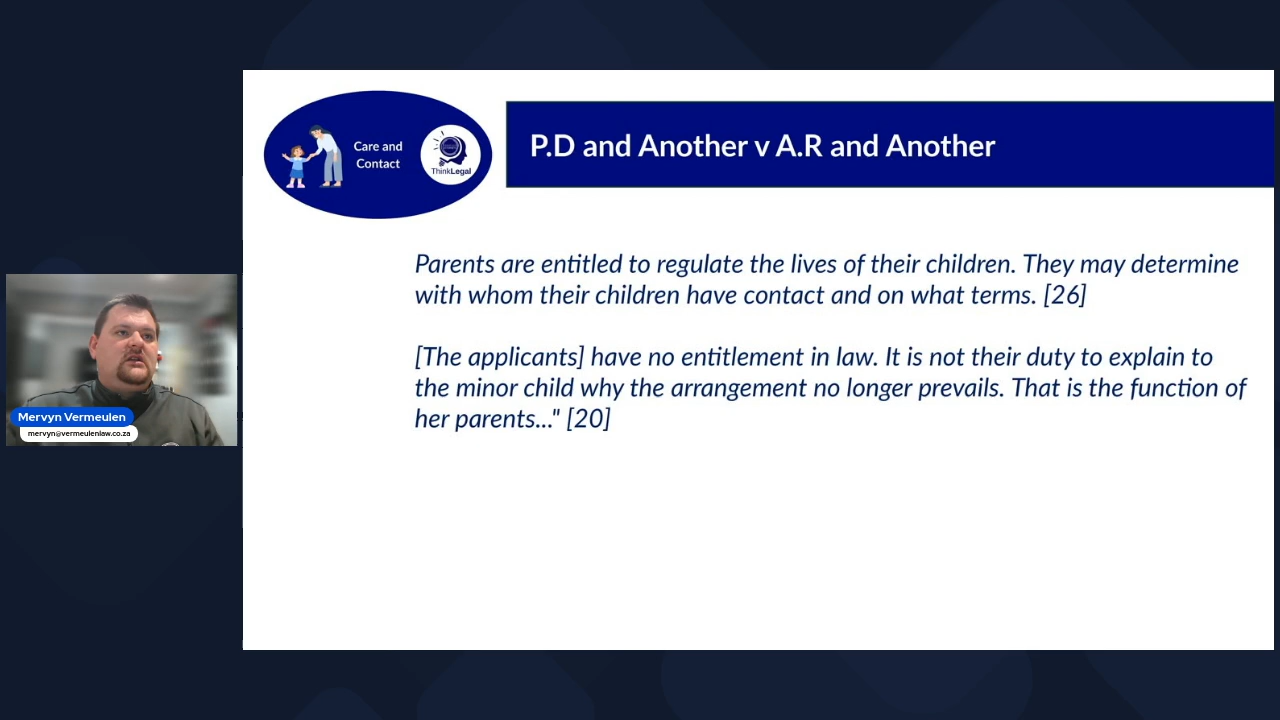 Care and
Contact
ThinkLegal
P.D and Another v A.R and Another
Parents are entitled to regulate the lives of their children. They may determine
with whom their children have contact and on what terms. [26]
[The applicants] have no entitlement in law. It is not their duty to explain to
the minor child why the arrangement no longer prevails. That is the function of
her parents..." [20]
Mervyn Vermeulen
mervyn@vermeulenlaw.co.za